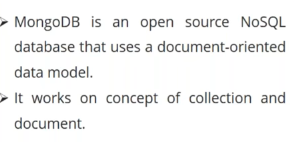 ➢ MongoDB is an open source NoSQL
database that uses a document-oriented
data model.
➢ It works on concept of collection and
document.